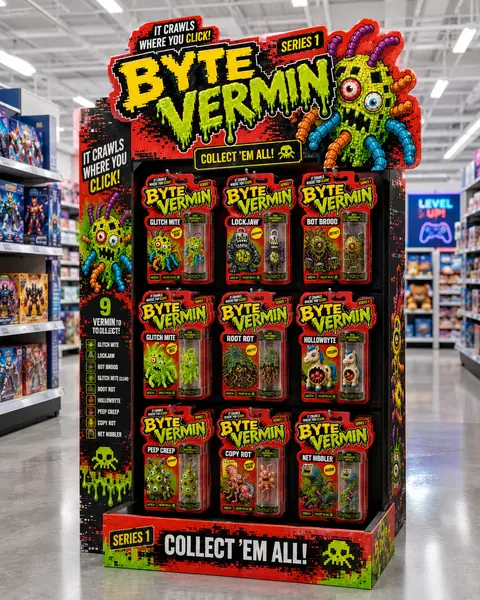 IT CRAWLS
WHERE YOU CLICK!
SERIES 1
BYTE
VERMIN
COLLECT 'EM ALL!
IT CRAWLS
WHERE YOU
CLICK!
9
VERMIN TO
COLLECT!
GLITCH MITE
LOCKJAW
BOT BROOD
GLITCH MITE
ROOT ROT
HOLLOWBYTE
PEEP CREEP
COPY ROT
NET NIBBLER
BYTE
VERMIN
GLITCH MITE
BYTE
VERMIN
LOCKJAW
BYTE
VERMIN
BOT BROOD
BYTE
VERMIN
GLITCH MITE
BYTE
VERMIN
ROOT ROT
BYTE
VERMIN
HOLLOWBYTE
BYTE
VERMIN
PEEP CREEP
BYTE
VERMIN
COPY ROT
BYTE
VERMIN
NET NIBBLER
SERIES 1
COLLECT 'EM ALL!
LEVEL
UP!